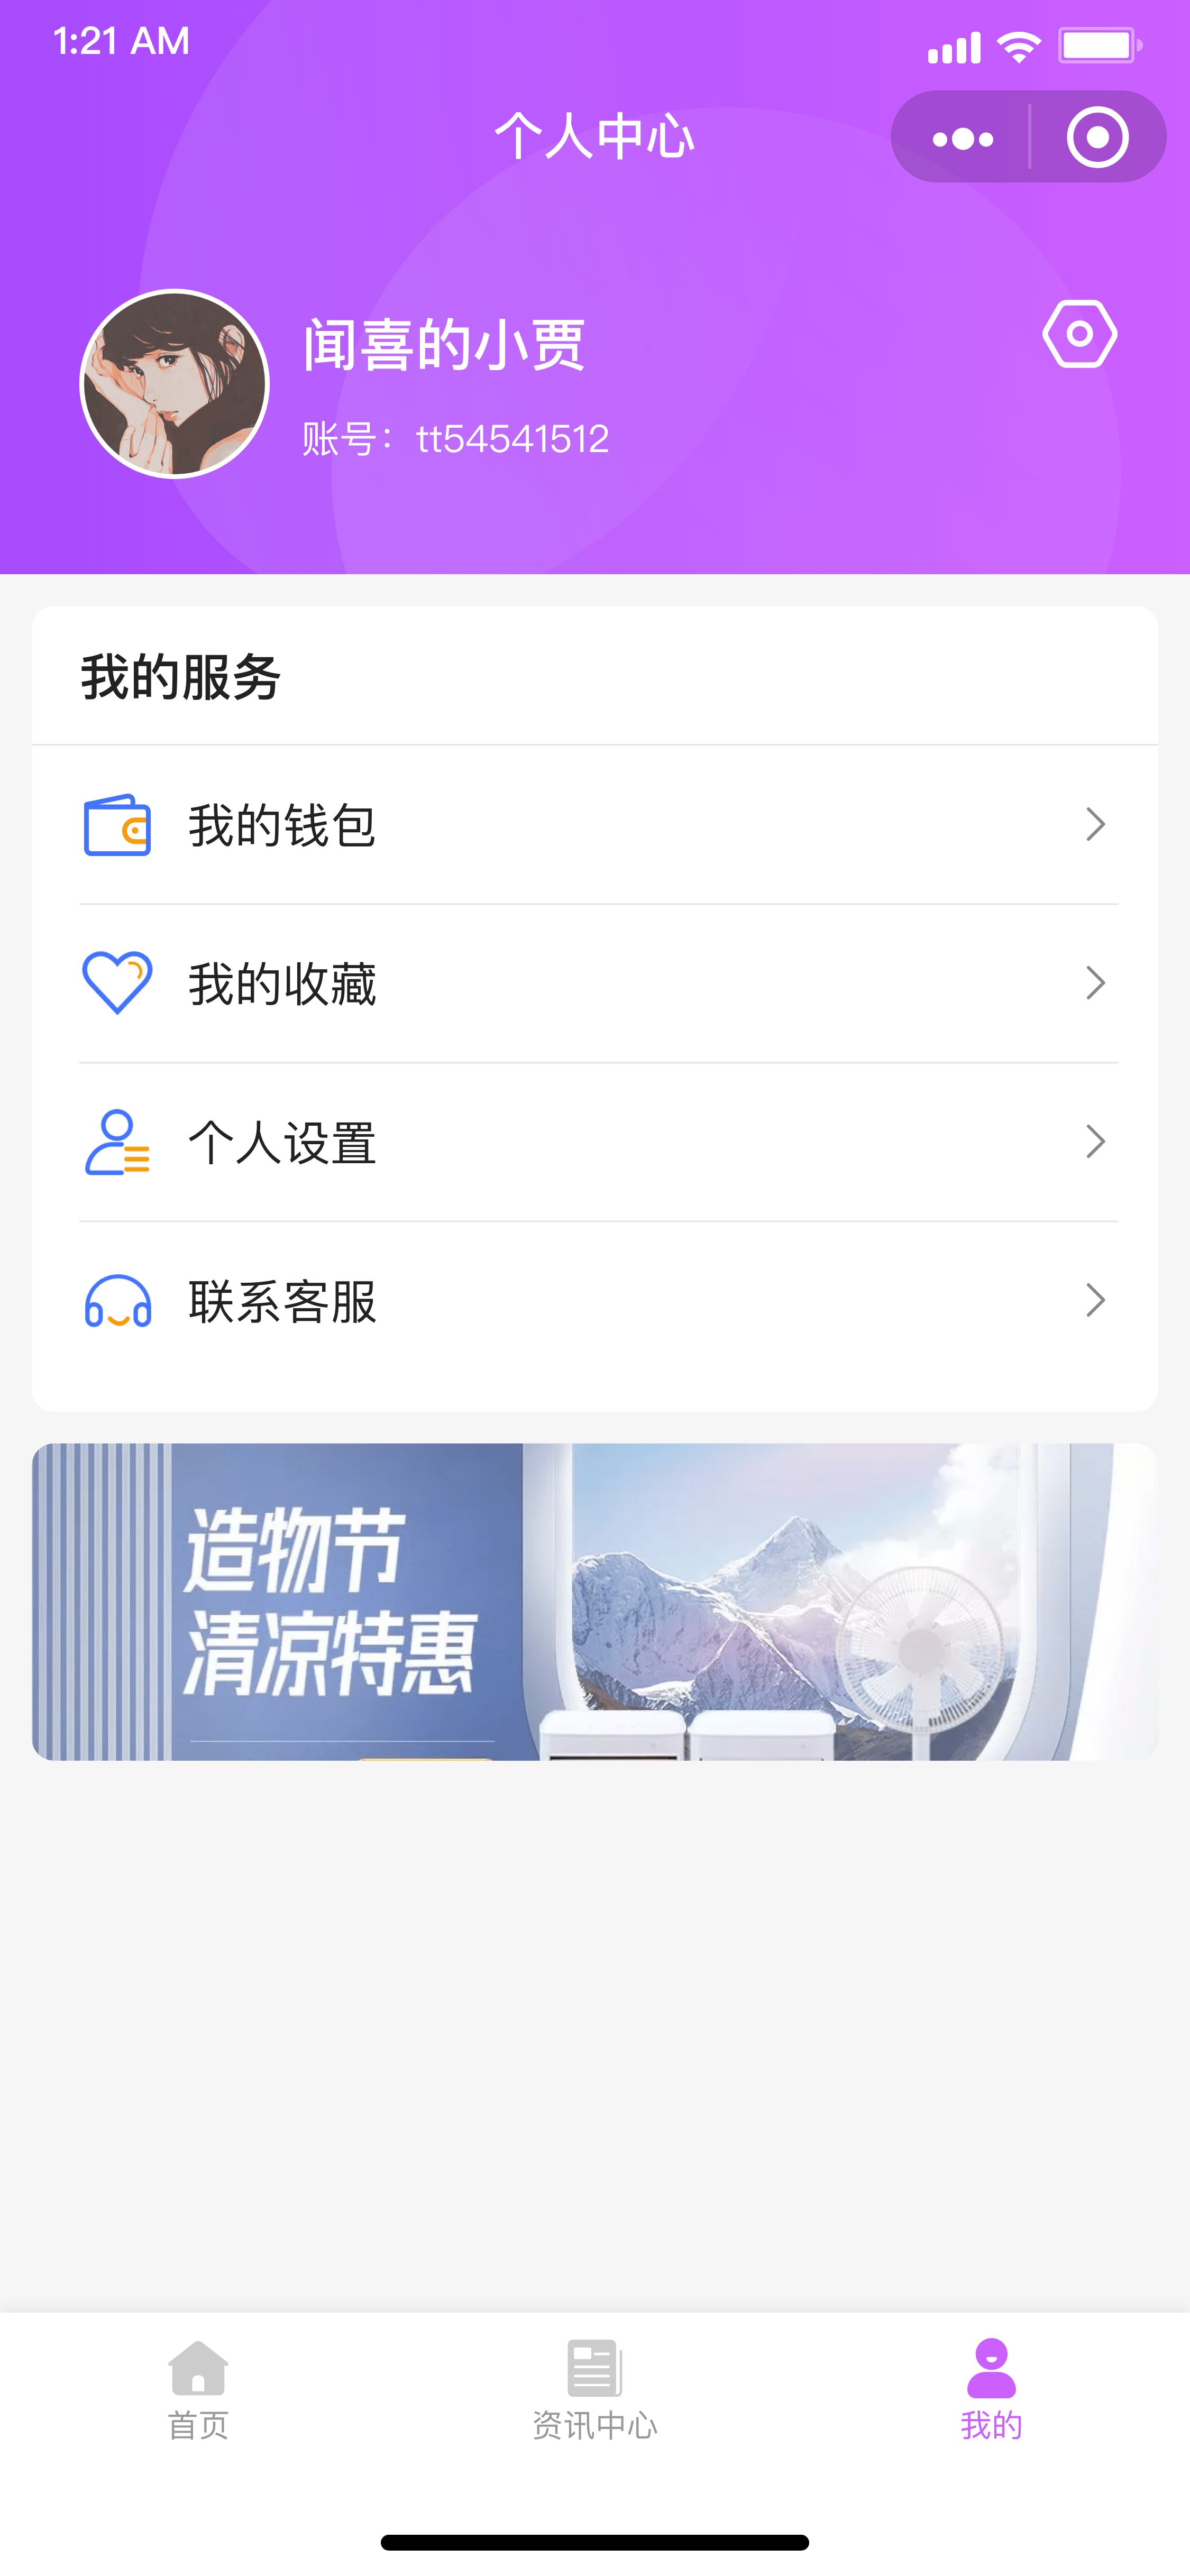 1:21 AM
个人中心
闻喜的小贾
账号：tt54541512
我的服务
我的钱包
我的收藏
个人设置
联系客服
造物节
清凉特惠
首页
资讯中心
我的